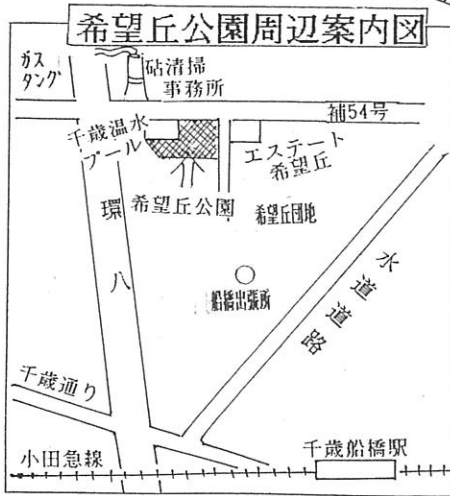 希望丘公園周辺案内図
ガス
タンク
砧清掃
事務所
補54号
千歳温水
プール
エステート
希望丘
希望丘公園
希望丘団地
環八
船橋出張所
水道道路
千歳通り
小田急線
千歳船橋駅